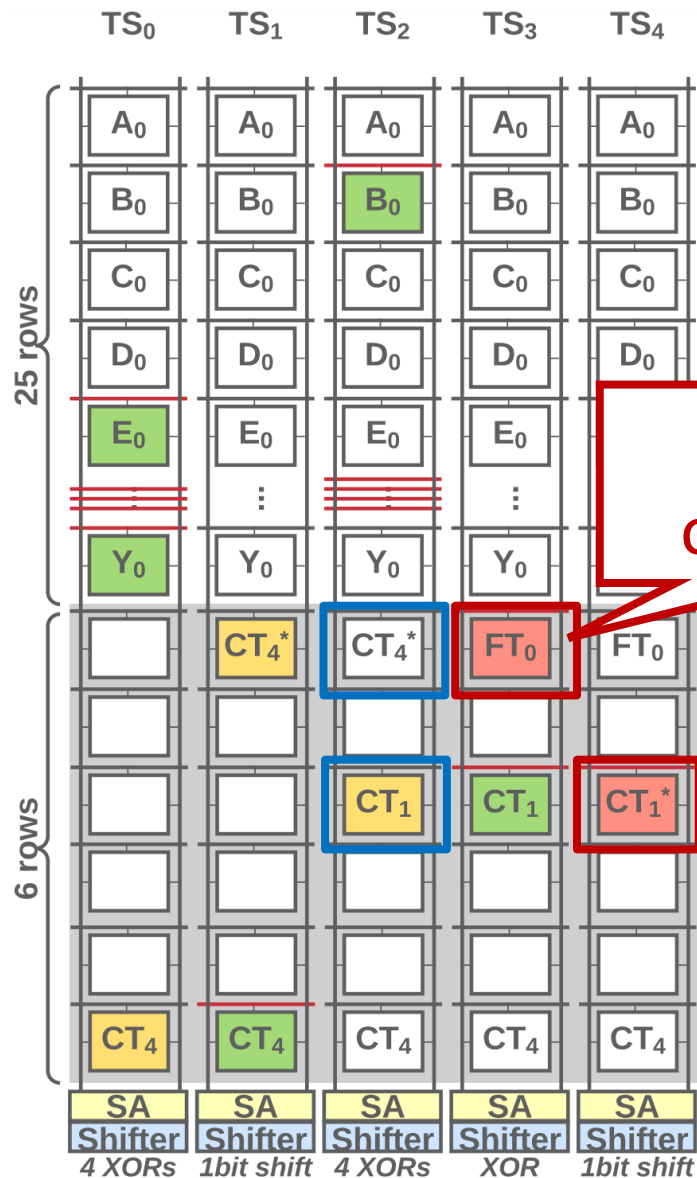 TS₀ TS₁ TS₂ TS₃ TS₄
25 rows
A₀ A₀ A₀ A₀ A₀
B₀ B₀ B₀ B₀ B₀
C₀ C₀ C₀ C₀ C₀
D₀ D₀ D₀ D₀ D₀
E₀ E₀ E₀ E₀
⋮ ⋮ ⋮ ⋮
Y₀ Y₀ Y₀ Y₀
6 rows
CT₄* CT₄* FT₀ FT₀
CT₁ CT₁ CT₁*
CT₄ CT₄ CT₄ CT₄ CT₄
SA SA SA SA SA
Shifter Shifter Shifter Shifter Shifter
4 XORs 1bit shift 4 XORs XOR 1bit shift